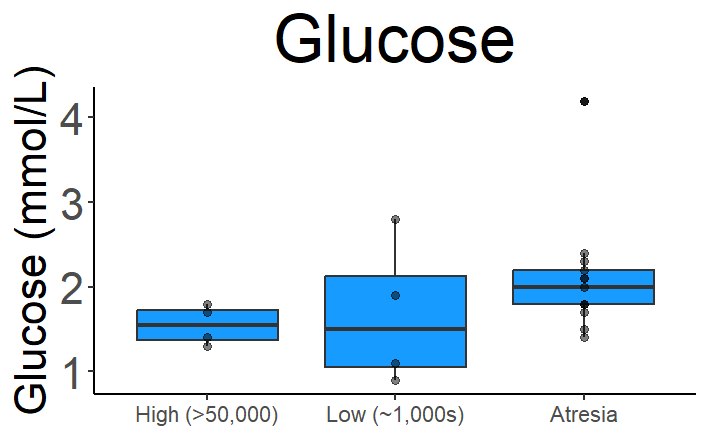 Glucose
Glucose (mmol/L)
4
3
2
1
High (>50,000)
Low (~1,000s)
Atresia